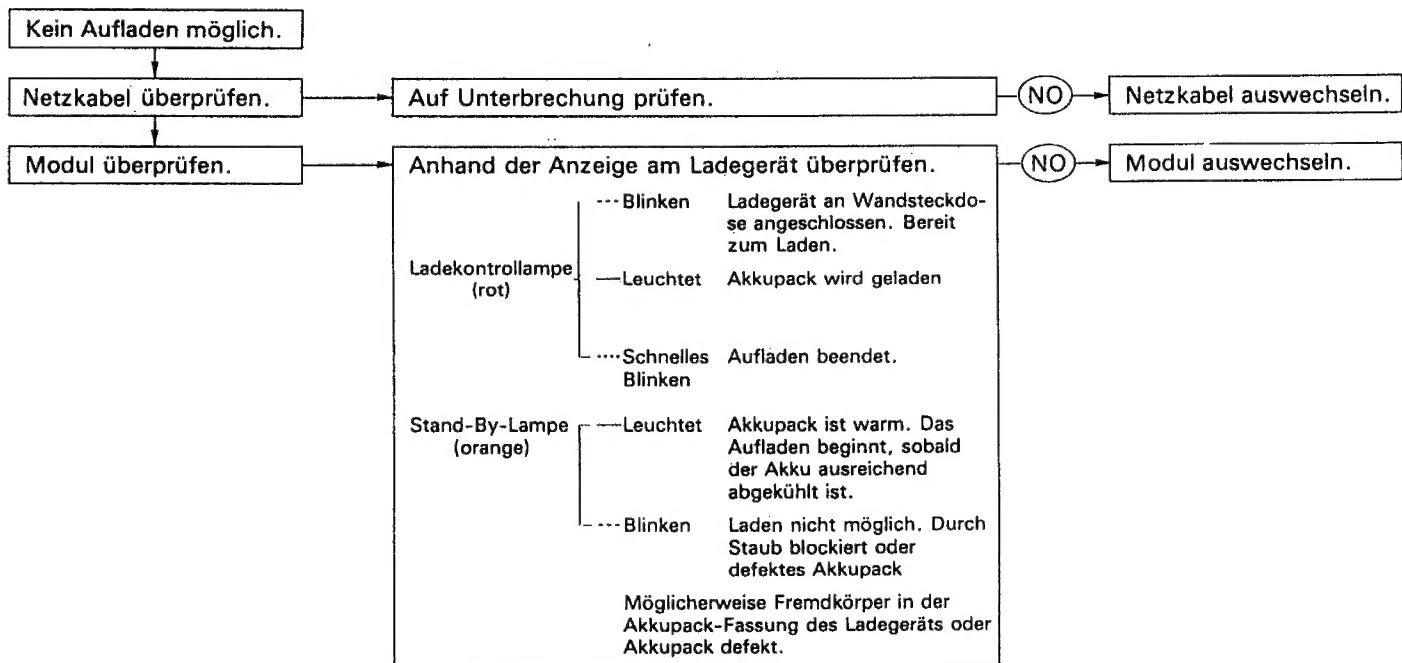 Kein Aufladen möglich.
Netzkabel überprüfen.
Auf Unterbrechung prüfen.
NO
Netzkabel auswechseln.
Modul überprüfen.
Anhand der Anzeige am Ladegerät überprüfen.
NO
Modul auswechseln.
Ladekontrollampe
(rot)
Blinken
Ladegerät an Wandsteckdo-
se angeschlossen. Bereit
zum Laden.
Leuchtet
Akkupack wird geladen
Schnelles
Blinken
Aufladen beendet.
Stand-By-Lampe
(orange)
Leuchtet
Akkupack ist warm. Das
Aufladen beginnt, sobald
der Akku ausreichend
abgekühlt ist.
Blinken
Laden nicht möglich. Durch
Staub blockiert oder
defektes Akkupack
Möglicherweise Fremdkörper in der
Akkupack-Fassung des Ladegeräts oder
Akkupack defekt.